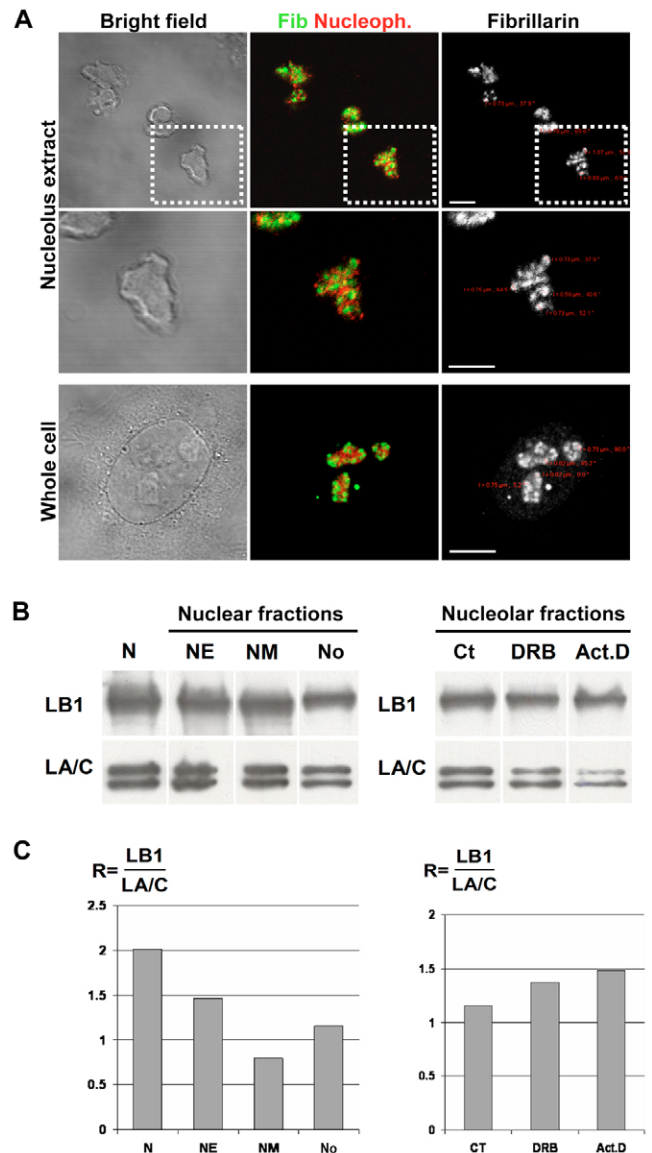 A
Bright field
Fib Nucleoph.
Fibrillarin
Nucleolus extract
Whole cell
B
Nuclear fractions
N NE NM No
LB1
LA/C
Nucleolar fractions
Ct DRB Act.D
LB1
LA/C
C
R= LB1
LA/C
2.5
2
1.5
1
0.5
0
N NE NM No
R= LB1
LA/C
2
1.5
1
0.5
0
CT DRB Act.D